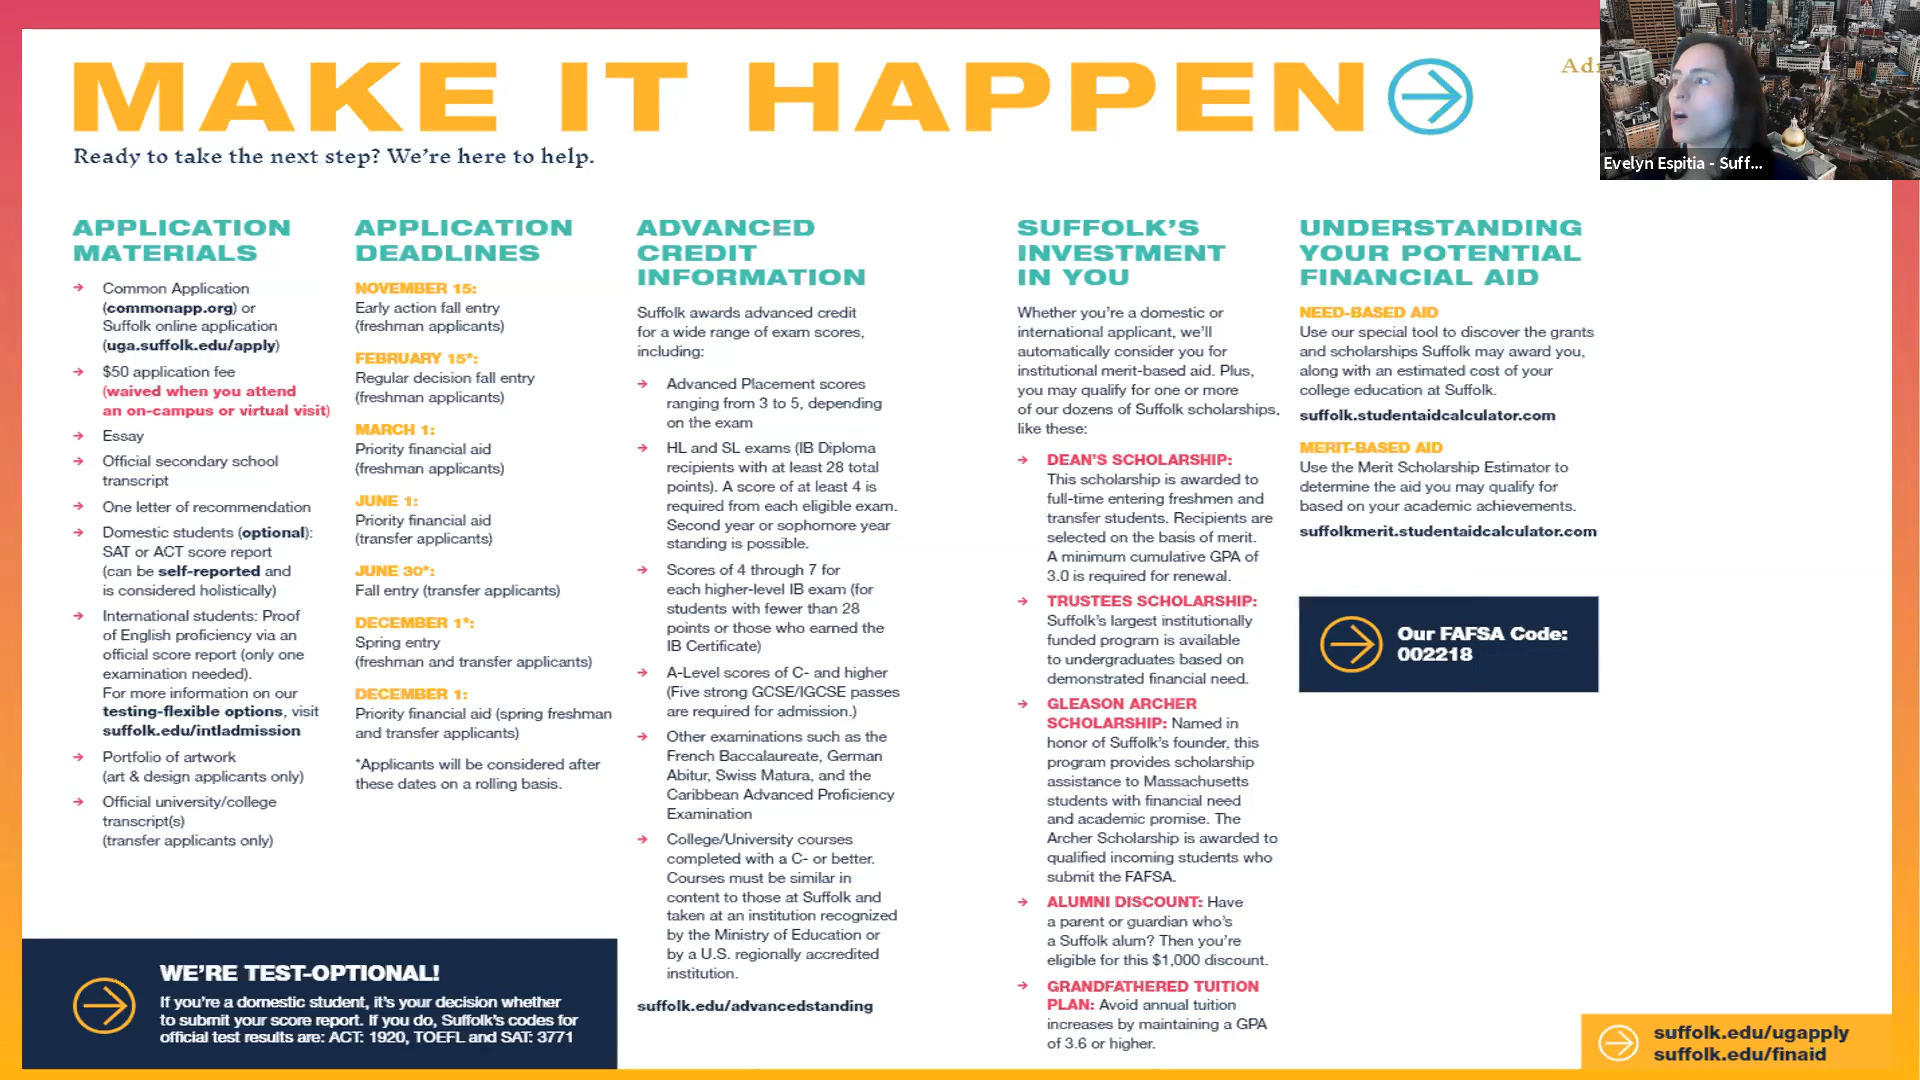 MAKE IT HAPPEN
Ready to take the next step? We're here to help.
Evelyn Espitia - Suff...
APPLICATION
MATERIALS
Common Application
(commonapp.org) or
Suffolk online application
(uga.suffolk.edu/apply)
$50 application fee
(waived when you attend
an on-campus or virtual visit)
Essay
Official secondary school
transcript
One letter of recommendation
Domestic students (optional):
SAT or ACT score report
(can be self-reported and
is considered holistically)
International students: Proof
of English proficiency via an
official score report (only one
examination needed).
For more information on our
testing-flexible options, visit
suffolk.edu/intladmission
Portfolio of artwork
(art & design applicants only)
Official university/college
transcript(s)
(transfer applicants only)
WE'RE TEST-OPTIONAL!
If you're a domestic student, it's your decision whether
to submit your score report. If you do, Suffolk's codes for
official test results are: ACT: 1920, TOEFL and SAT: 3771
APPLICATION
DEADLINES
NOVEMBER 15:
Early action fall entry
(freshman applicants)
FEBRUARY 15*:
Regular decision fall entry
(freshman applicants)
MARCH 1:
Priority financial aid
(freshman applicants)
JUNE 1:
Priority financial aid
(transfer applicants)
JUNE 30*:
Fall entry (transfer applicants)
DECEMBER 1*:
Spring entry
(freshman and transfer applicants)
DECEMBER 1:
Priority financial aid (spring freshman
and transfer applicants)
*Applicants will be considered after
these dates on a rolling basis.
ADVANCED
CREDIT
INFORMATION
Suffolk awards advanced credit
for a wide range of exam scores,
including:
Advanced Placement scores
ranging from 3 to 5, depending
on the exam
HL and SL exams (IB Diploma
recipients with at least 28 total
points). A score of at least 4 is
required from each eligible exam.
Second year or sophomore year
standing is possible.
Scores of 4 through 7 for
each higher-level IB exam (for
students with fewer than 28
points or those who earned the
IB Certificate)
A-Level scores of C- and higher
(Five strong GCSE/IGCSE passes
are required for admission.)
Other examinations such as the
French Baccalaureate, German
Abitur, Swiss Matura, and the
Caribbean Advanced Proficiency
Examination
College/University courses
completed with a C- or better.
Courses must be similar in
content to those at Suffolk and
taken at an institution recognized
by the Ministry of Education or
by a U.S. regionally accredited
institution.
suffolk.edu/advancedstanding
SUFFOLK'S
INVESTMENT
IN YOU
Whether you're a domestic or
international applicant, we'll
automatically consider you for
institutional merit-based aid. Plus,
you may qualify for one or more
of our dozens of Suffolk scholarships,
like these:
DEAN'S SCHOLARSHIP:
This scholarship is awarded to
full-time entering freshmen and
transfer students. Recipients are
selected on the basis of merit.
A minimum cumulative GPA of
3.0 is required for renewal.
TRUSTEES SCHOLARSHIP:
Suffolk's largest institutionally
funded program is available
to undergraduates based on
demonstrated financial need.
GLEASON ARCHER
SCHOLARSHIP: Named in
honor of Suffolk's founder, this
program provides scholarship
assistance to Massachusetts
students with financial need
and academic promise. The
Archer Scholarship is awarded to
qualified incoming students who
submit the FAFSA.
ALUMNI DISCOUNT: Have
a parent or guardian who's
a Suffolk alum? Then you're
eligible for this $1,000 discount.
GRANDFATHERED TUITION
PLAN: Avoid annual tuition
increases by maintaining a GPA
of 3.6 or higher.
UNDERSTANDING
YOUR POTENTIAL
FINANCIAL AID
NEED-BASED AID
Use our special tool to discover the grants
and scholarships Suffolk may award you,
along with an estimated cost of your
college education at Suffolk.
suffolk.studentaidcalculator.com
MERIT-BASED AID
Use the Merit Scholarship Estimator to
determine the aid you may qualify for
based on your academic achievements.
suffolkmerit.studentaidcalculator.com
Our FAFSA Code:
002218
suffolk.edu/ugapply
suffolk.edu/finaid